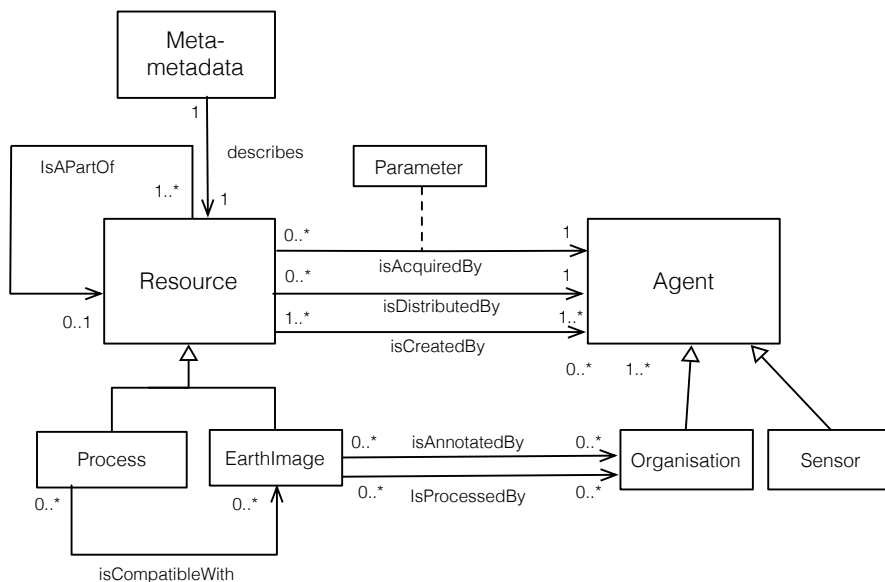 Meta-
metadata
1
describes
IsAPartOf
Parameter
1..*
1
0..*
1
Resource
isAcquiredBy
Agent
0..*
1
isDistributedBy
0..1
1..*
1..*
isCreatedBy
0..*
1..*
Process
EarthImage
0..*
isAnnotatedBy
0..*
Organisation
Sensor
0..*
0..*
0..*
IsProcessedBy
0..*
isCompatibleWith